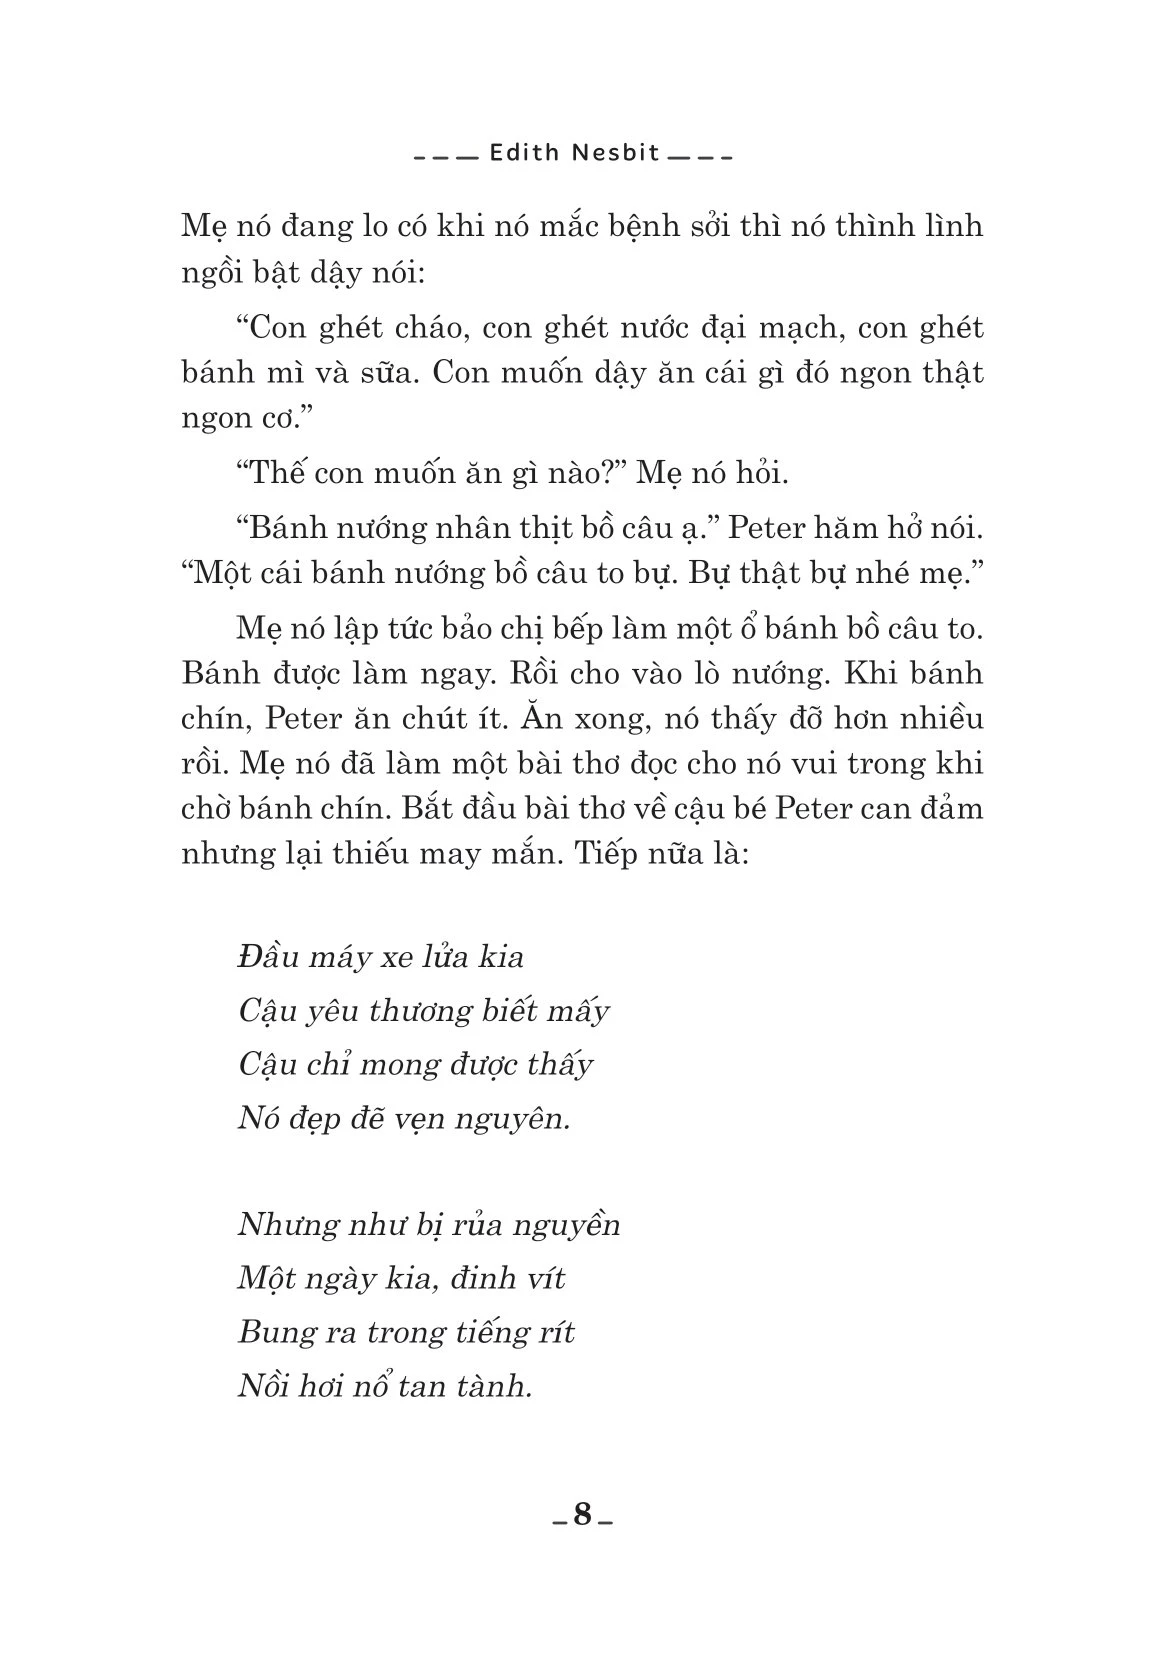 Edith Nesbit
Mẹ nó đang lo có khi nó mắc bệnh sởi thì nó thình lình
ngồi bật dậy nói:
“Con ghét cháo, con ghét nước đại mạch, con ghét
bánh mì và sữa. Con muốn dậy ăn cái gì đó ngon thật
ngon cơ.”
“Thế con muốn ăn gì nào?” Mẹ nó hỏi.
“Bánh nướng nhân thịt bồ câu ạ.” Peter hăm hở nói.
“Một cái bánh nướng bồ câu to bự. Bự thật bự nhé mẹ.”
Mẹ nó lập tức bảo chị bếp làm một ổ bánh bồ câu to.
Bánh được làm ngay. Rồi cho vào lò nướng. Khi bánh
chín, Peter ăn chút ít. Ăn xong, nó thấy đỡ hơn nhiều
rồi. Mẹ nó đã làm một bài thơ đọc cho nó vui trong khi
chờ bánh chín. Bắt đầu bài thơ về cậu bé Peter can đảm
nhưng lại thiếu may mắn. Tiếp nữa là:
Đầu máy xe lửa kia
Cậu yêu thương biết mấy
Cậu chỉ mong được thấy
Nó đẹp đẽ vẹn nguyên.
Nhưng như bị rủa nguyền
Một ngày kia, đinh vít
Bung ra trong tiếng rít
Nồi hơi nổ tan tành.
8